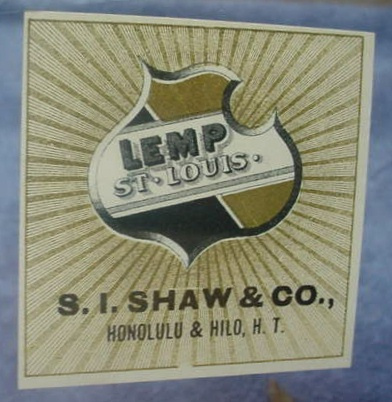 LEMP
ST · LOUIS ·
S. I. SHAW & CO.,
HONOLULU & HILO, H. T.